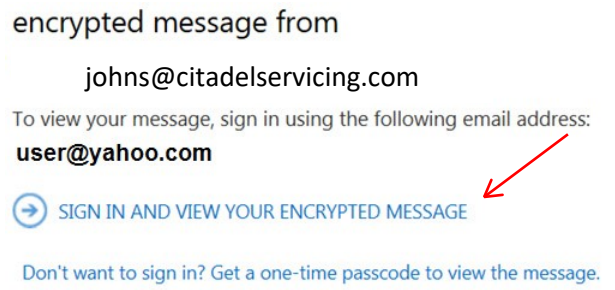 encrypted message from
johns@citadelservicing.com
To view your message, sign in using the following email address:
user@yahoo.com
SIGN IN AND VIEW YOUR ENCRYPTED MESSAGE
Don't want to sign in? Get a one-time passcode to view the message.